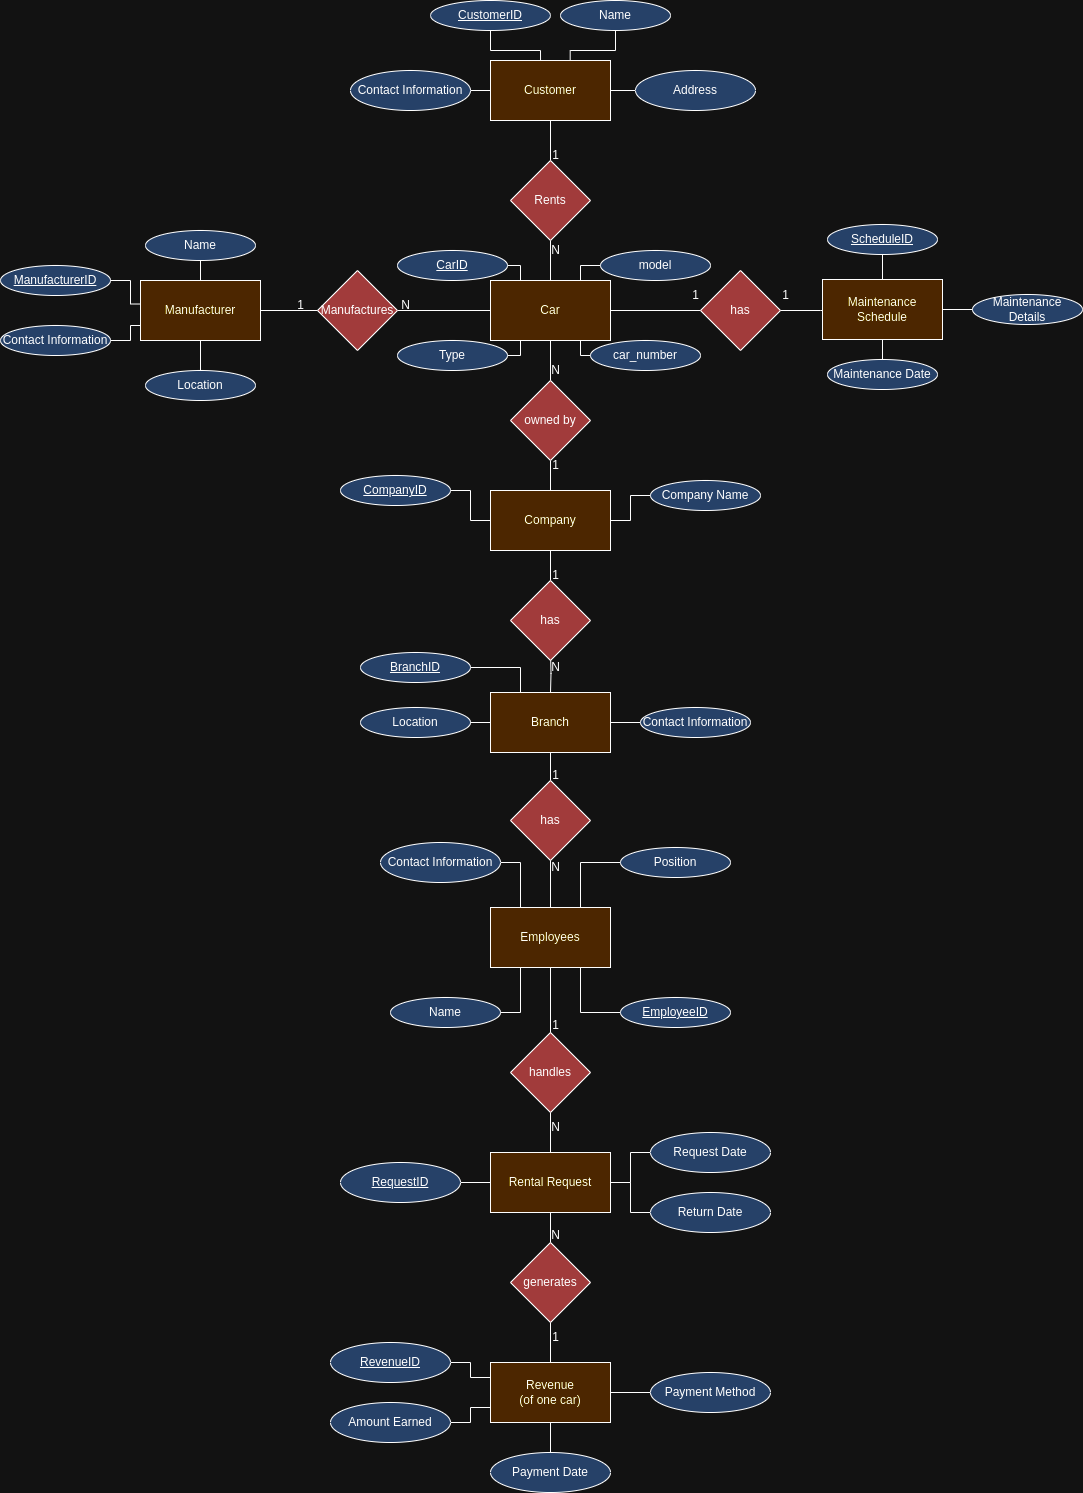 CustomerID
Name
Contact Information
Customer
Address
1
Rents
N
Name
ManufacturerID
Manufacturer
Contact Information
Location
1
Manufactures
N
CarID
model
Car
Type
car_number
1
has
1
ScheduleID
Maintenance
Schedule
Maintenance
Details
Maintenance Date
N
owned by
1
CompanyID
Company
Company Name
1
has
N
BranchID
Location
Branch
Contact Information
1
has
N
Contact Information
Position
Employees
Name
EmployeeID
1
handles
N
RequestID
Rental Request
Request Date
Return Date
N
generates
1
RevenueID
Revenue
(of one car)
Payment Method
Amount Earned
Payment Date